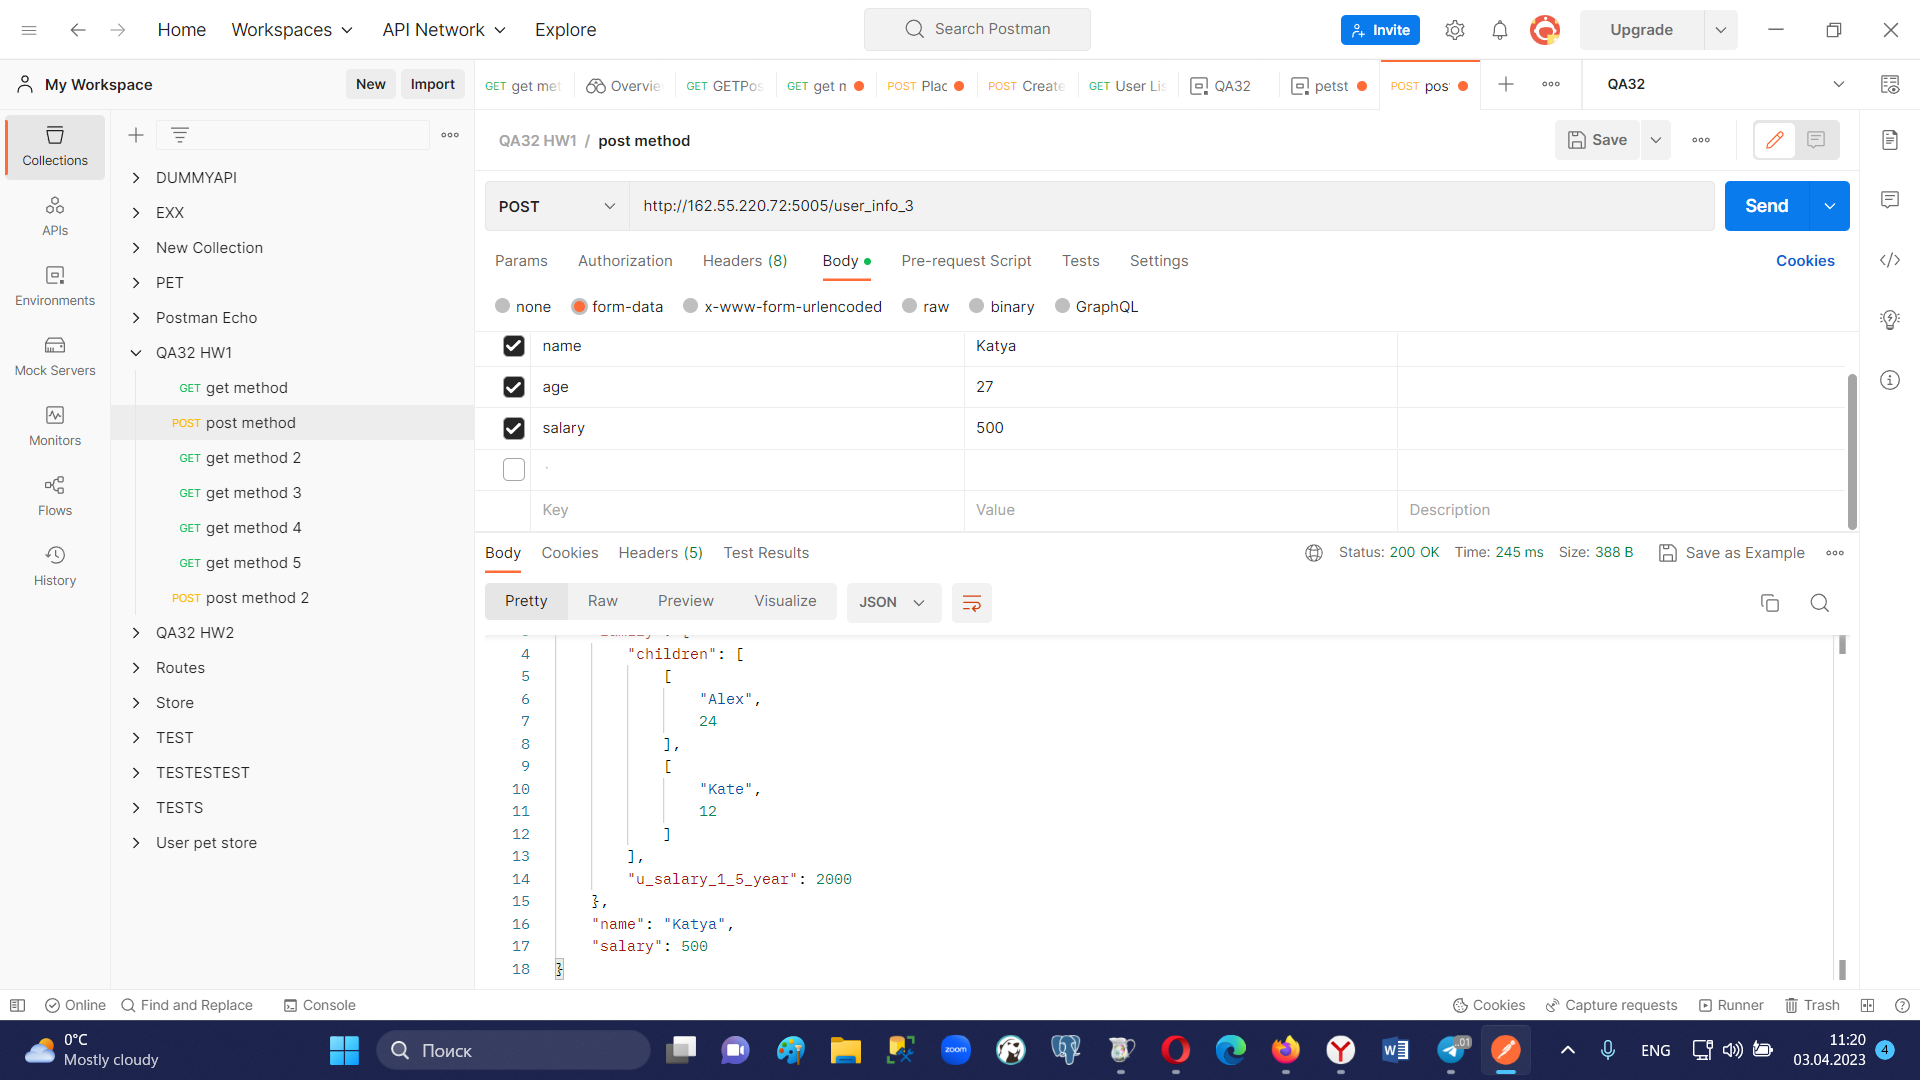 Home Workspaces API Network Explore Search Postman Invite Upgrade
My Workspace New Import
GET get met Overvie GET GETPos GET get m POST Plac POST Create GET User Lis QA32 petst POST pos QA32
Collections
APIs
Environments
Mock Servers
Monitors
Flows
History
DUMMYAPI
EXX
New Collection
PET
Postman Echo
QA32 HW1
GET get method
POST post method
GET get method 2
GET get method 3
GET get method 4
GET get method 5
POST post method 2
QA32 HW2
Routes
Store
TEST
TESTESTEST
TESTS
User pet store
QA32 HW1 / post method Save
POST http://162.55.220.72:5005/user_info_3 Send
Params Authorization Headers (8) Body Pre-request Script Tests Settings Cookies
none form-data x-www-form-urlencoded raw binary GraphQL
name Katya
age 27
salary 500
Key Value Description
Body Cookies Headers (5) Test Results Status: 200 OK Time: 245 ms Size: 388 B Save as Example
Pretty Raw Preview Visualize JSON
4 "children": [
5 [
6 "Alex",
7 24
8 ],
9 [
10 "Kate",
11 12
12 ]
13 ],
14 "u_salary_1_5_year": 2000
15 },
16 "name": "Katya",
17 "salary": 500
18 }
Online Find and Replace Console Cookies Capture requests Runner Trash
0°C
Mostly cloudy
Поиск
zoom
W
.01
ENG
11:20
03.04.2023
4